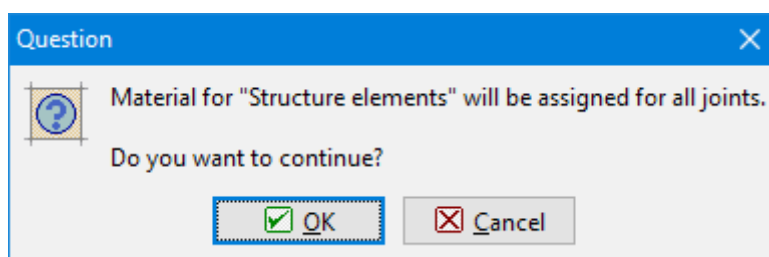 Question
Material for "Structure elements" will be assigned for all joints.
Do you want to continue?
OK
Cancel